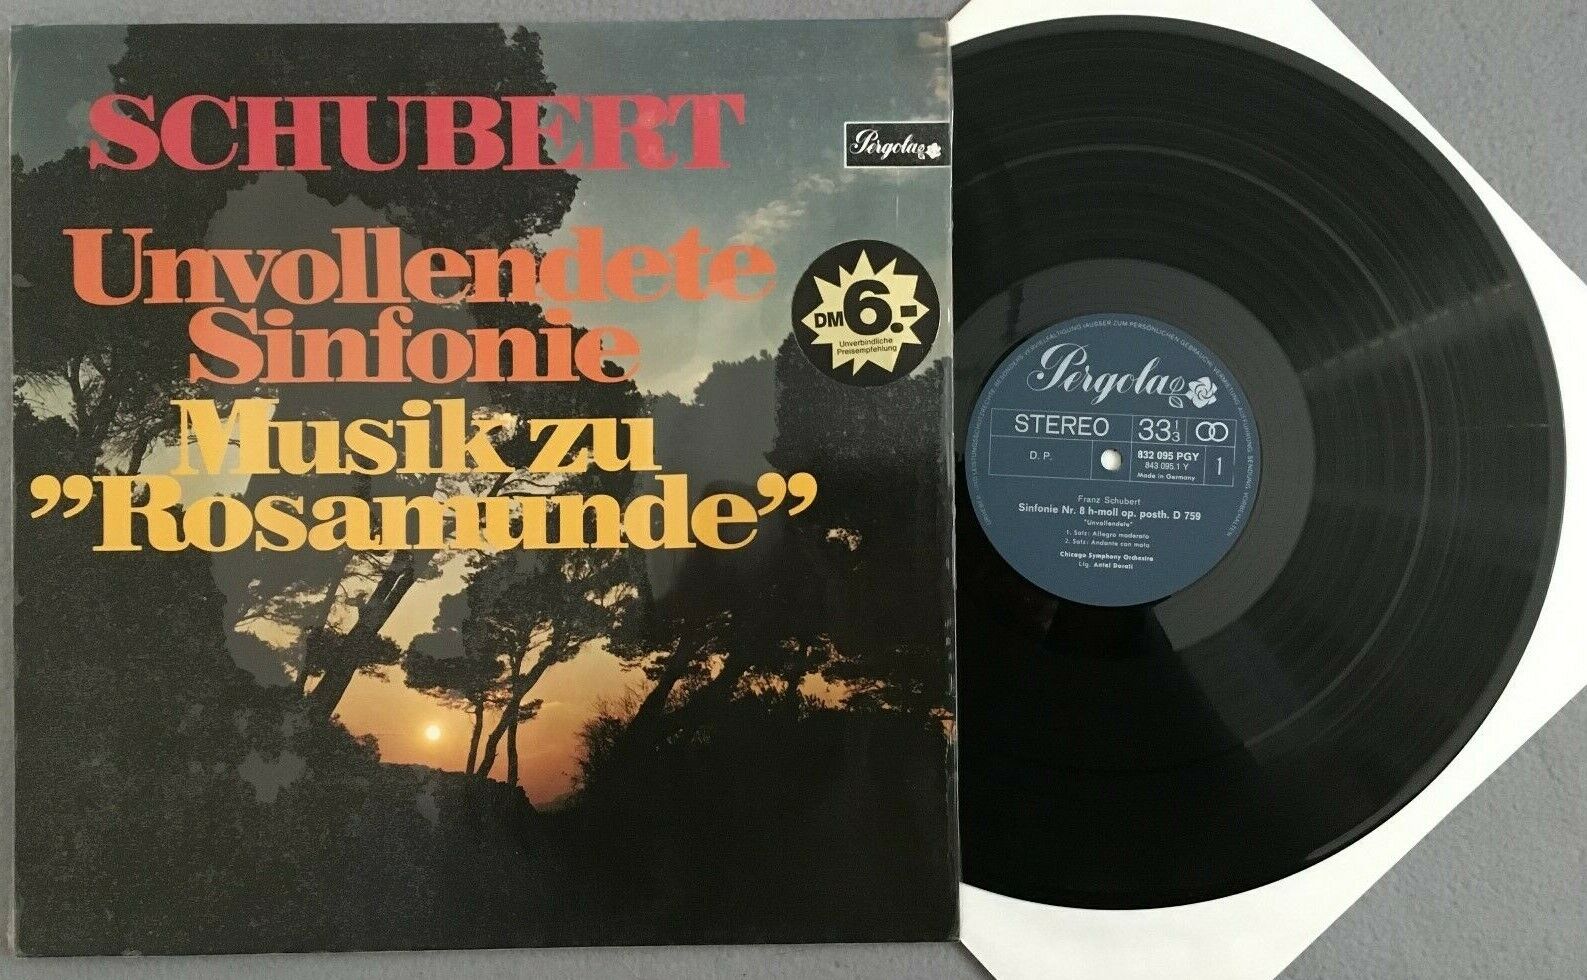 SCHUBERT
Pergola
Unvollendete
Sinfonie
Musik zu
”Rosamunde”
DM 6.-
Unverbindliche
Preisempfehlung
Pergola
STEREO
33 1/3
D. P.
832 095 PGY
843 095.1 Y
Made in Germany
1
Franz Schubert
Sinfonie Nr. 8 h-moll op. posth. D 759
"Unvollendete"
1. Satz: Allegro moderato
2. Satz: Andante con moto
Chicago Symphony Orchestra
Ltg. Antal Dorati